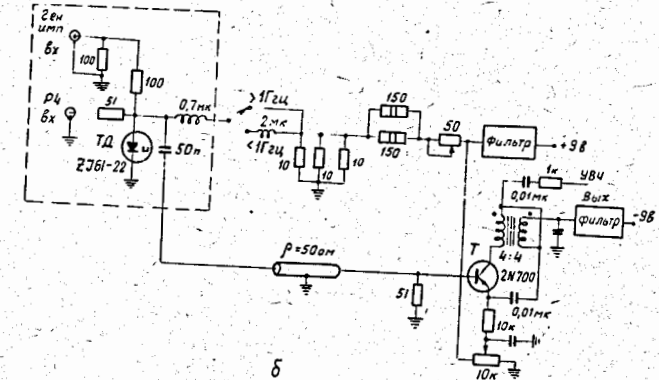 Ген
имп
вх
100
100
РЧ
вх
51
0,7мк
>1Ггц
2мк
<1Ггц
ТД
ZJ61-22
50п
10
10
10
150
150
50
Фильтр
+9в
1к
УВЧ
0,01мк
Вых
Фильтр
-9в
4:4
Т
2N700
ρ=50ом
51
0,01мк
10к
10к
б